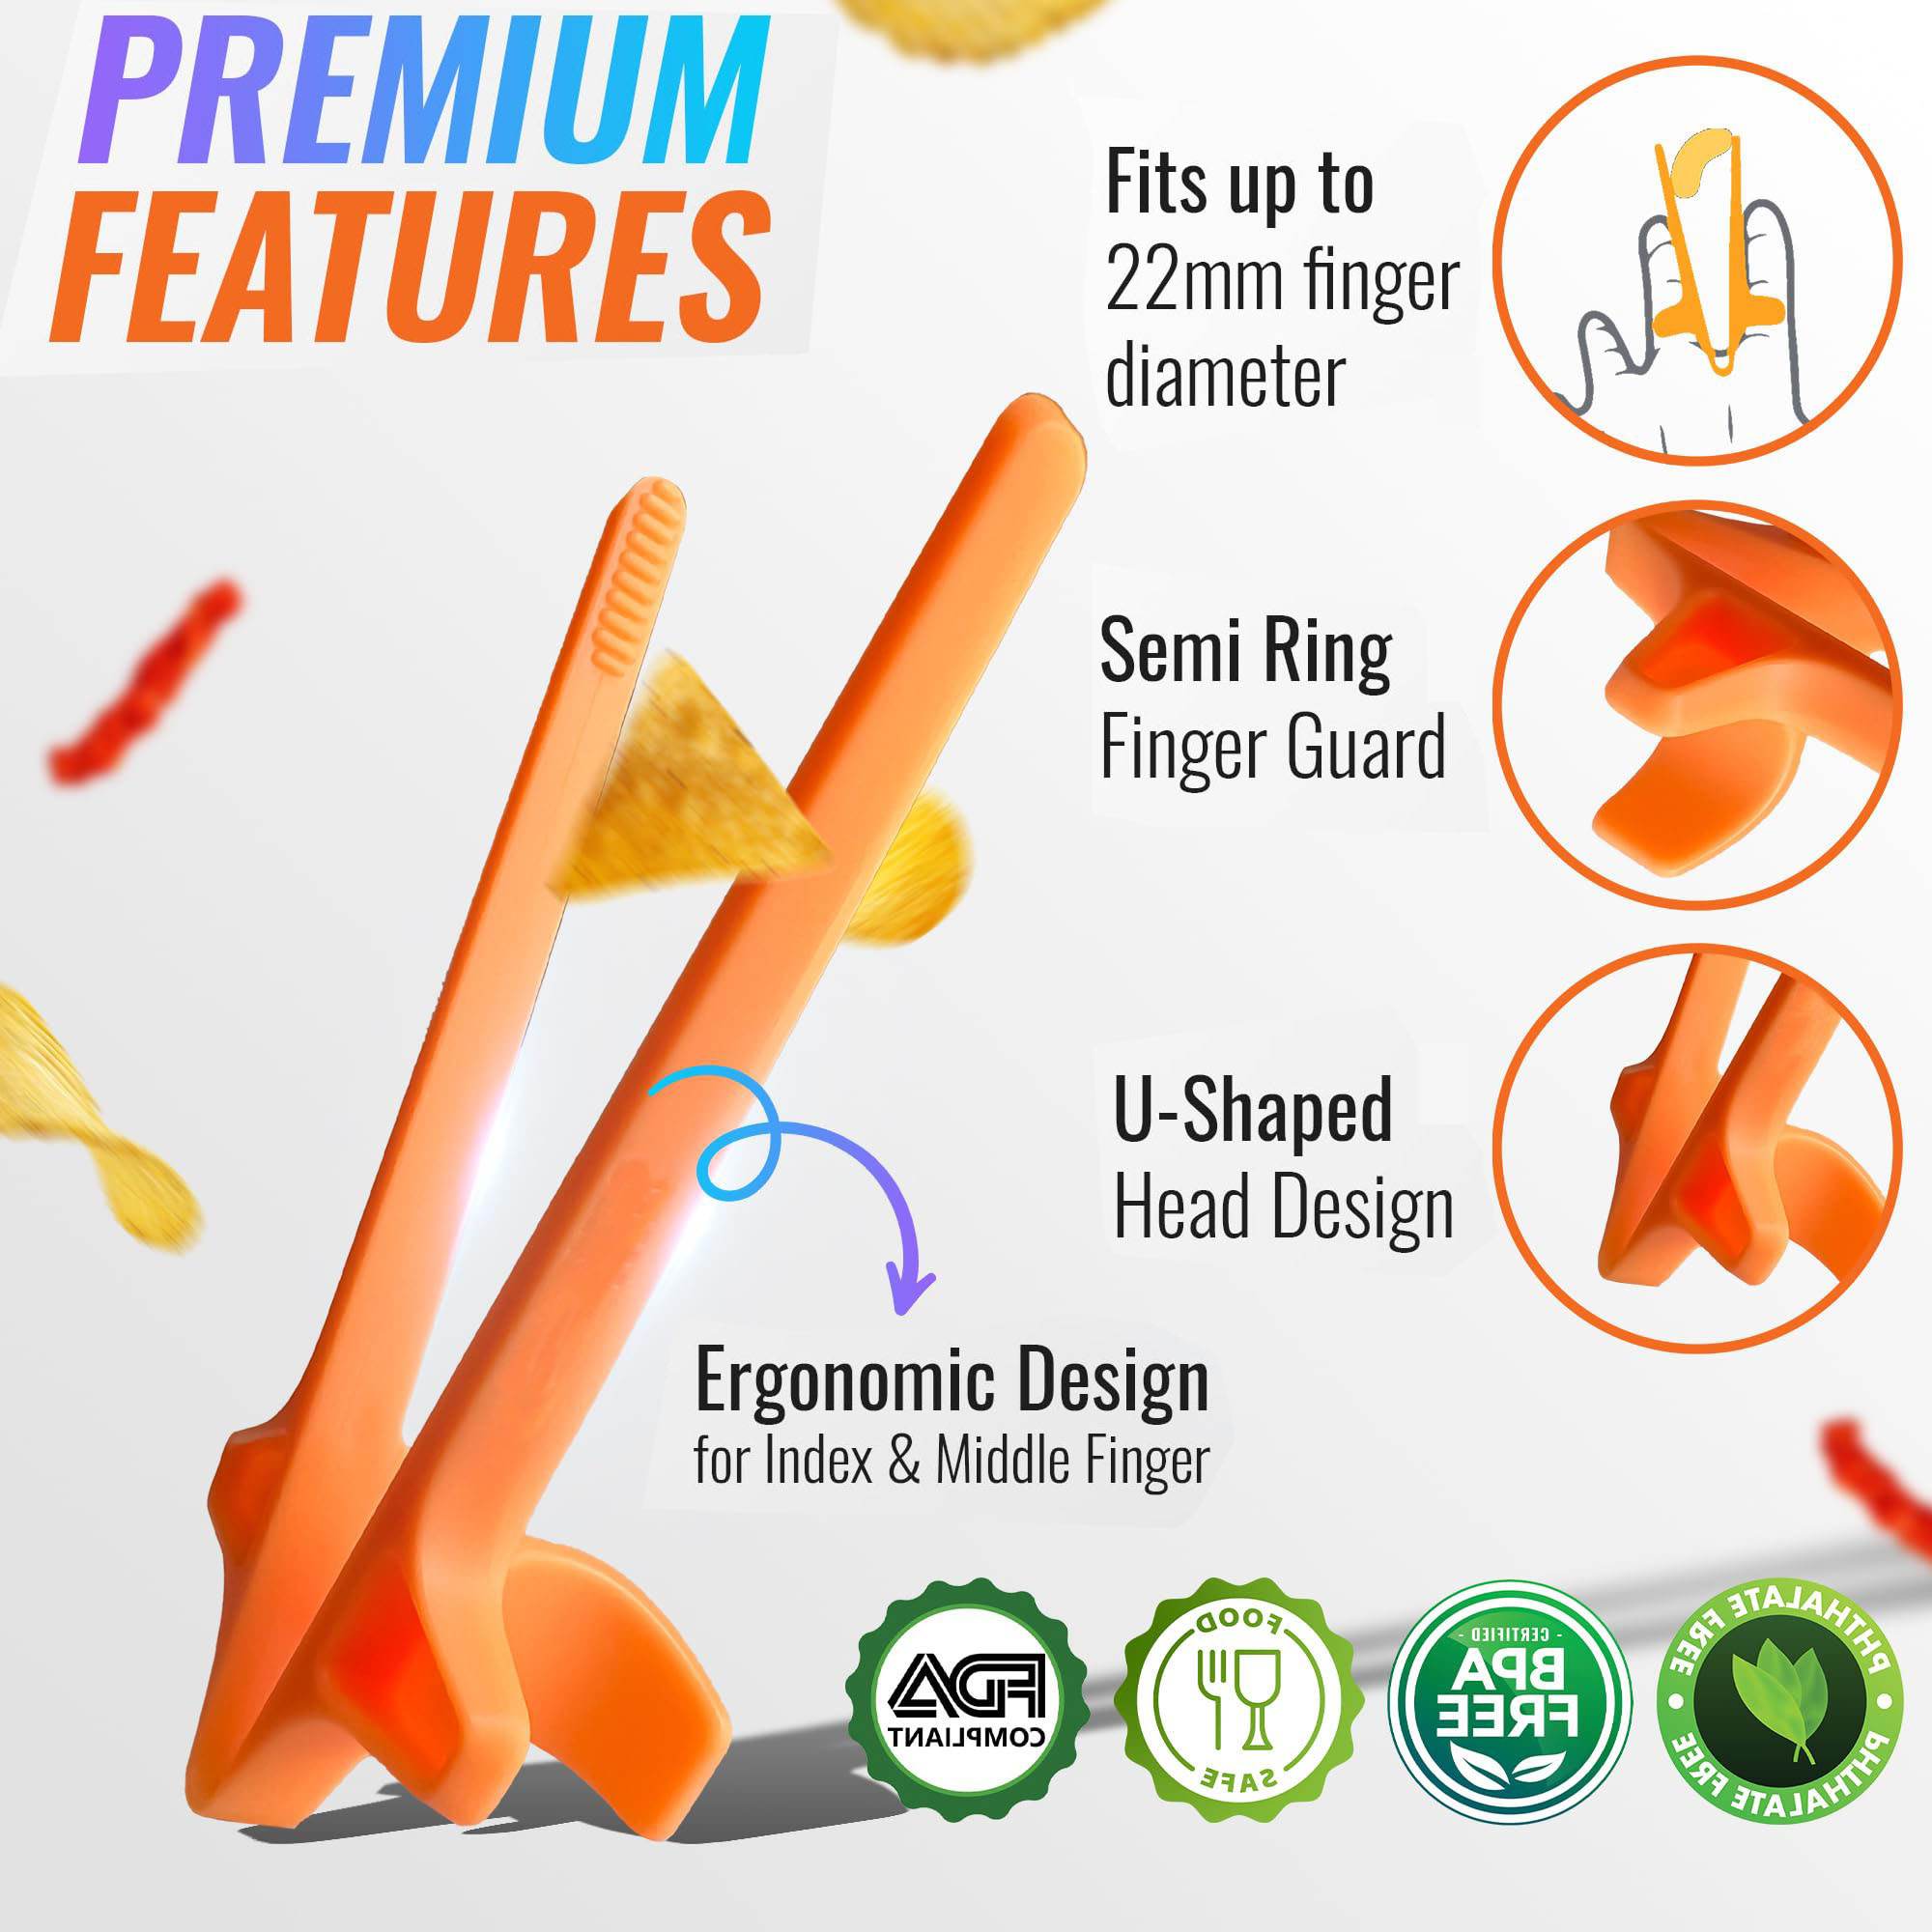 PREMIUM
FEATURES
Fits up to
22mm finger
diameter
Semi Ring
Finger Guard
U-Shaped
Head Design
Ergonomic Design
for Index & Middle Finger
FDA
COMPLIANT
FOOD
SAFE
- CERTIFIED -
BPA
FREE
PHTHALATE FREE
PHTHALATE FREE